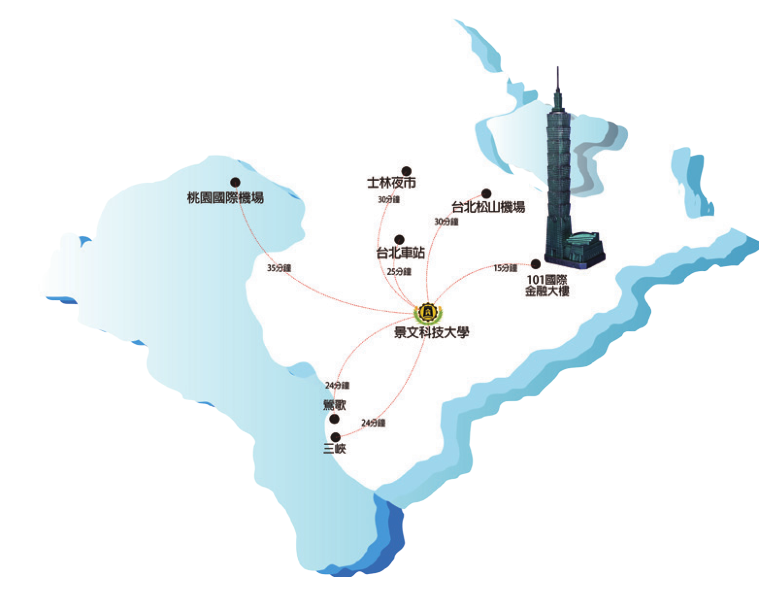 士林夜市
桃園國際機場
30分鐘
台北松山機場
30分鐘
台北車站
35分鐘
25分鐘
15分鐘
101國際
金融大樓
景文科技大學
24分鐘
鶯歌
24分鐘
三峽